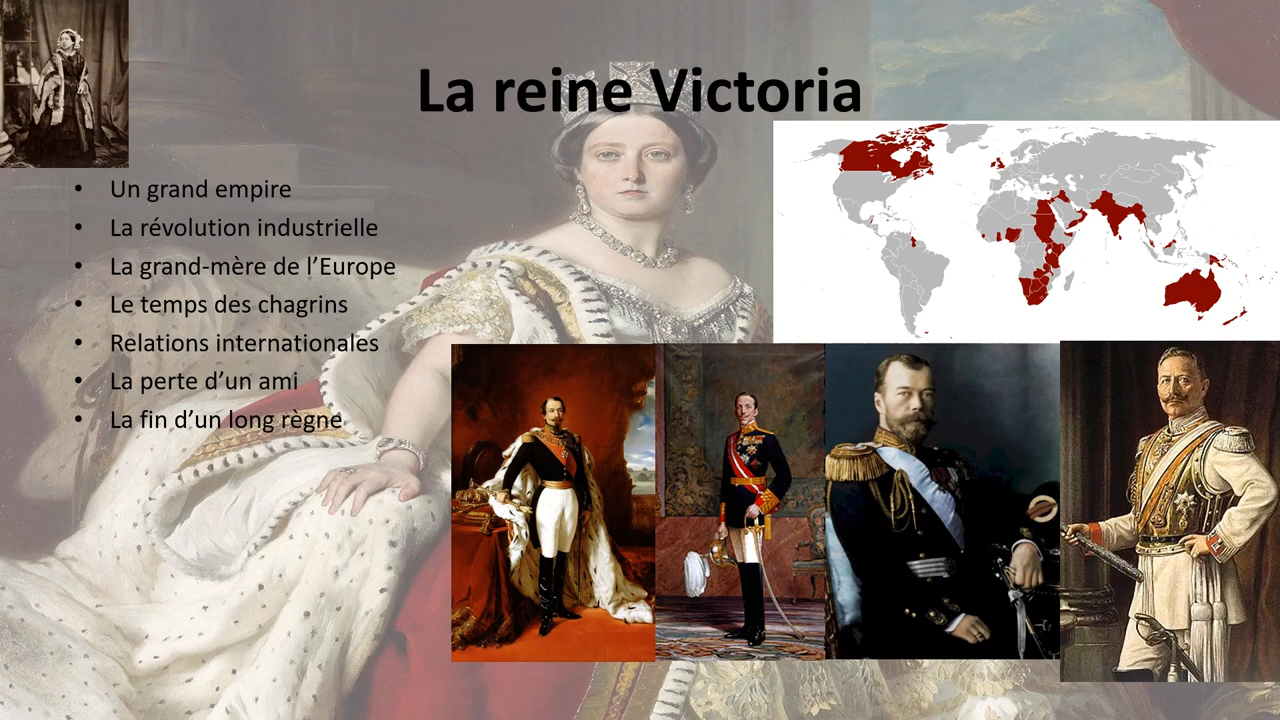 La reine Victoria
• Un grand empire
• La révolution industrielle
• La grand-mère de l’Europe
• Le temps des chagrins
• Relations internationales
• La perte d’un ami
• La fin d’un long règne